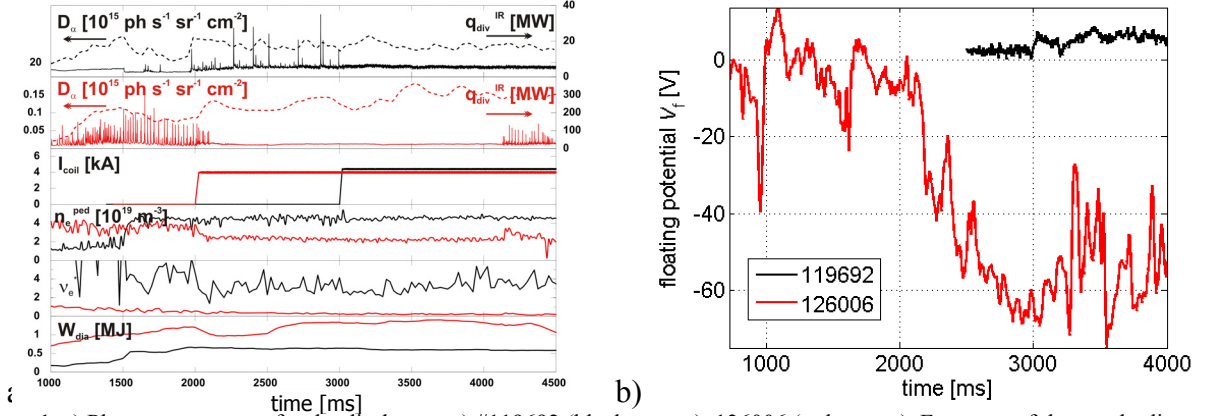 D_α [10^15 ph s^-1 sr^-1 cm^-2]
q_div^IR [MW]
40
20
20
0
D_α [10^15 ph s^-1 sr^-1 cm^-2]
q_div^IR [MW]
0.15
0.1
0.05
300
200
100
0
I_coil [kA]
6
4
2
0
n_e^ped [10^19 m^-3]
4
2
ν_e^*
4
2
0
W_dia [MJ]
1
0.5
0
1000 1500 2000 2500 3000 3500 4000 4500
time [ms]
a
b)
floating potential V_f [V]
0
-20
-40
-60
119692
126006
1000 2000 3000 4000
time [ms]